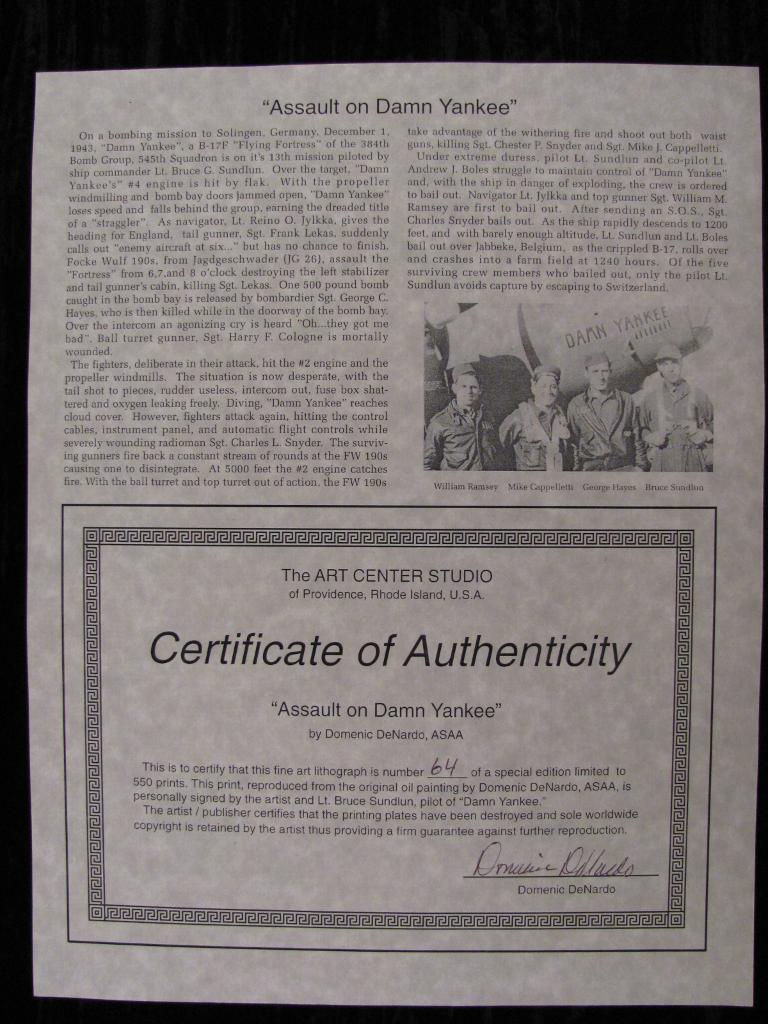 "Assault on Damn Yankee"
On a bombing mission to Solingen, Germany, December 1,
1943, "Damn Yankee", a B-17F "Flying Fortress" of the 384th
Bomb Group, 545th Squadron is on it's 13th mission piloted by
ship commander Lt. Bruce G. Sundlun. Over the target, "Damn
Yankee's" #4 engine is hit by flak. With the propeller
windmilling and bomb bay doors jammed open, "Damn Yankee"
loses speed and falls behind the group, earning the dreaded title
of a "straggler". As navigator, Lt. Reino O. Jylkka, gives the
heading for England, tail gunner, Sgt. Frank Lekas, suddenly
calls out "enemy aircraft at six..." but has no chance to finish.
Focke Wulf 190s, from Jagdgeschwader (JG 26), assault the
"Fortress" from 6,7,and 8 o'clock destroying the left stabilizer
and tail gunner's cabin, killing Sgt. Lekas. One 500 pound bomb
caught in the bomb bay is released by bombardier Sgt. George C.
Hayes, who is then killed while in the doorway of the bomb bay.
Over the intercom an agonizing cry is heard "Oh...they got me
bad". Ball turret gunner, Sgt. Harry F. Cologne is mortally
wounded.
The fighters, deliberate in their attack, hit the #2 engine and the
propeller windmills. The situation is now desperate, with the
tail shot to pieces, rudder useless, intercom out, fuse box shat-
tered and oxygen leaking freely. Diving, "Damn Yankee" reaches
cloud cover. However, fighters attack again, hitting the control
cables, instrument panel, and automatic flight controls while
severely wounding radioman Sgt. Charles L. Snyder. The surviv-
ing gunners fire back a constant stream of rounds at the FW 190s
causing one to disintegrate. At 5000 feet the #2 engine catches
fire. With the ball turret and top turret out of action, the FW 190s
take advantage of the withering fire and shoot out both waist
guns, killing Sgt. Chester P. Snyder and Sgt. Mike J. Cappelletti.
Under extreme duress, pilot Lt. Sundlun and co-pilot Lt.
Andrew J. Boles struggle to maintain control of "Damn Yankee"
and, with the ship in danger of exploding, the crew is ordered
to bail out. Navigator Lt. Jylkka and top gunner Sgt. William M.
Ramsey are first to bail out. After sending an S.O.S., Sgt.
Charles Snyder bails out. As the ship rapidly descends to 1200
feet, and with barely enough altitude, Lt. Sundlun and Lt. Boles
bail out over Jabbeke, Belgium, as the crippled B-17, rolls over
and crashes into a farm field at 1240 hours. Of the five
surviving crew members who bailed out, only the pilot Lt.
Sundlun avoids capture by escaping to Switzerland.
DAMN YANKEE
William Ramsey Mike Cappelletti George Hayes Bruce Sundlun
The ART CENTER STUDIO
of Providence, Rhode Island, U.S.A.
Certificate of Authenticity
"Assault on Damn Yankee"
by Domenic DeNardo, ASAA
This is to certify that this fine art lithograph is number 64 of a special edition limited to
550 prints. This print, reproduced from the original oil painting by Domenic DeNardo, ASAA, is
personally signed by the artist and Lt. Bruce Sundlun, pilot of "Damn Yankee."
The artist / publisher certifies that the printing plates have been destroyed and sole worldwide
copyright is retained by the artist thus providing a firm guarantee against further reproduction.
Domenic DeNardo
Domenic DeNardo